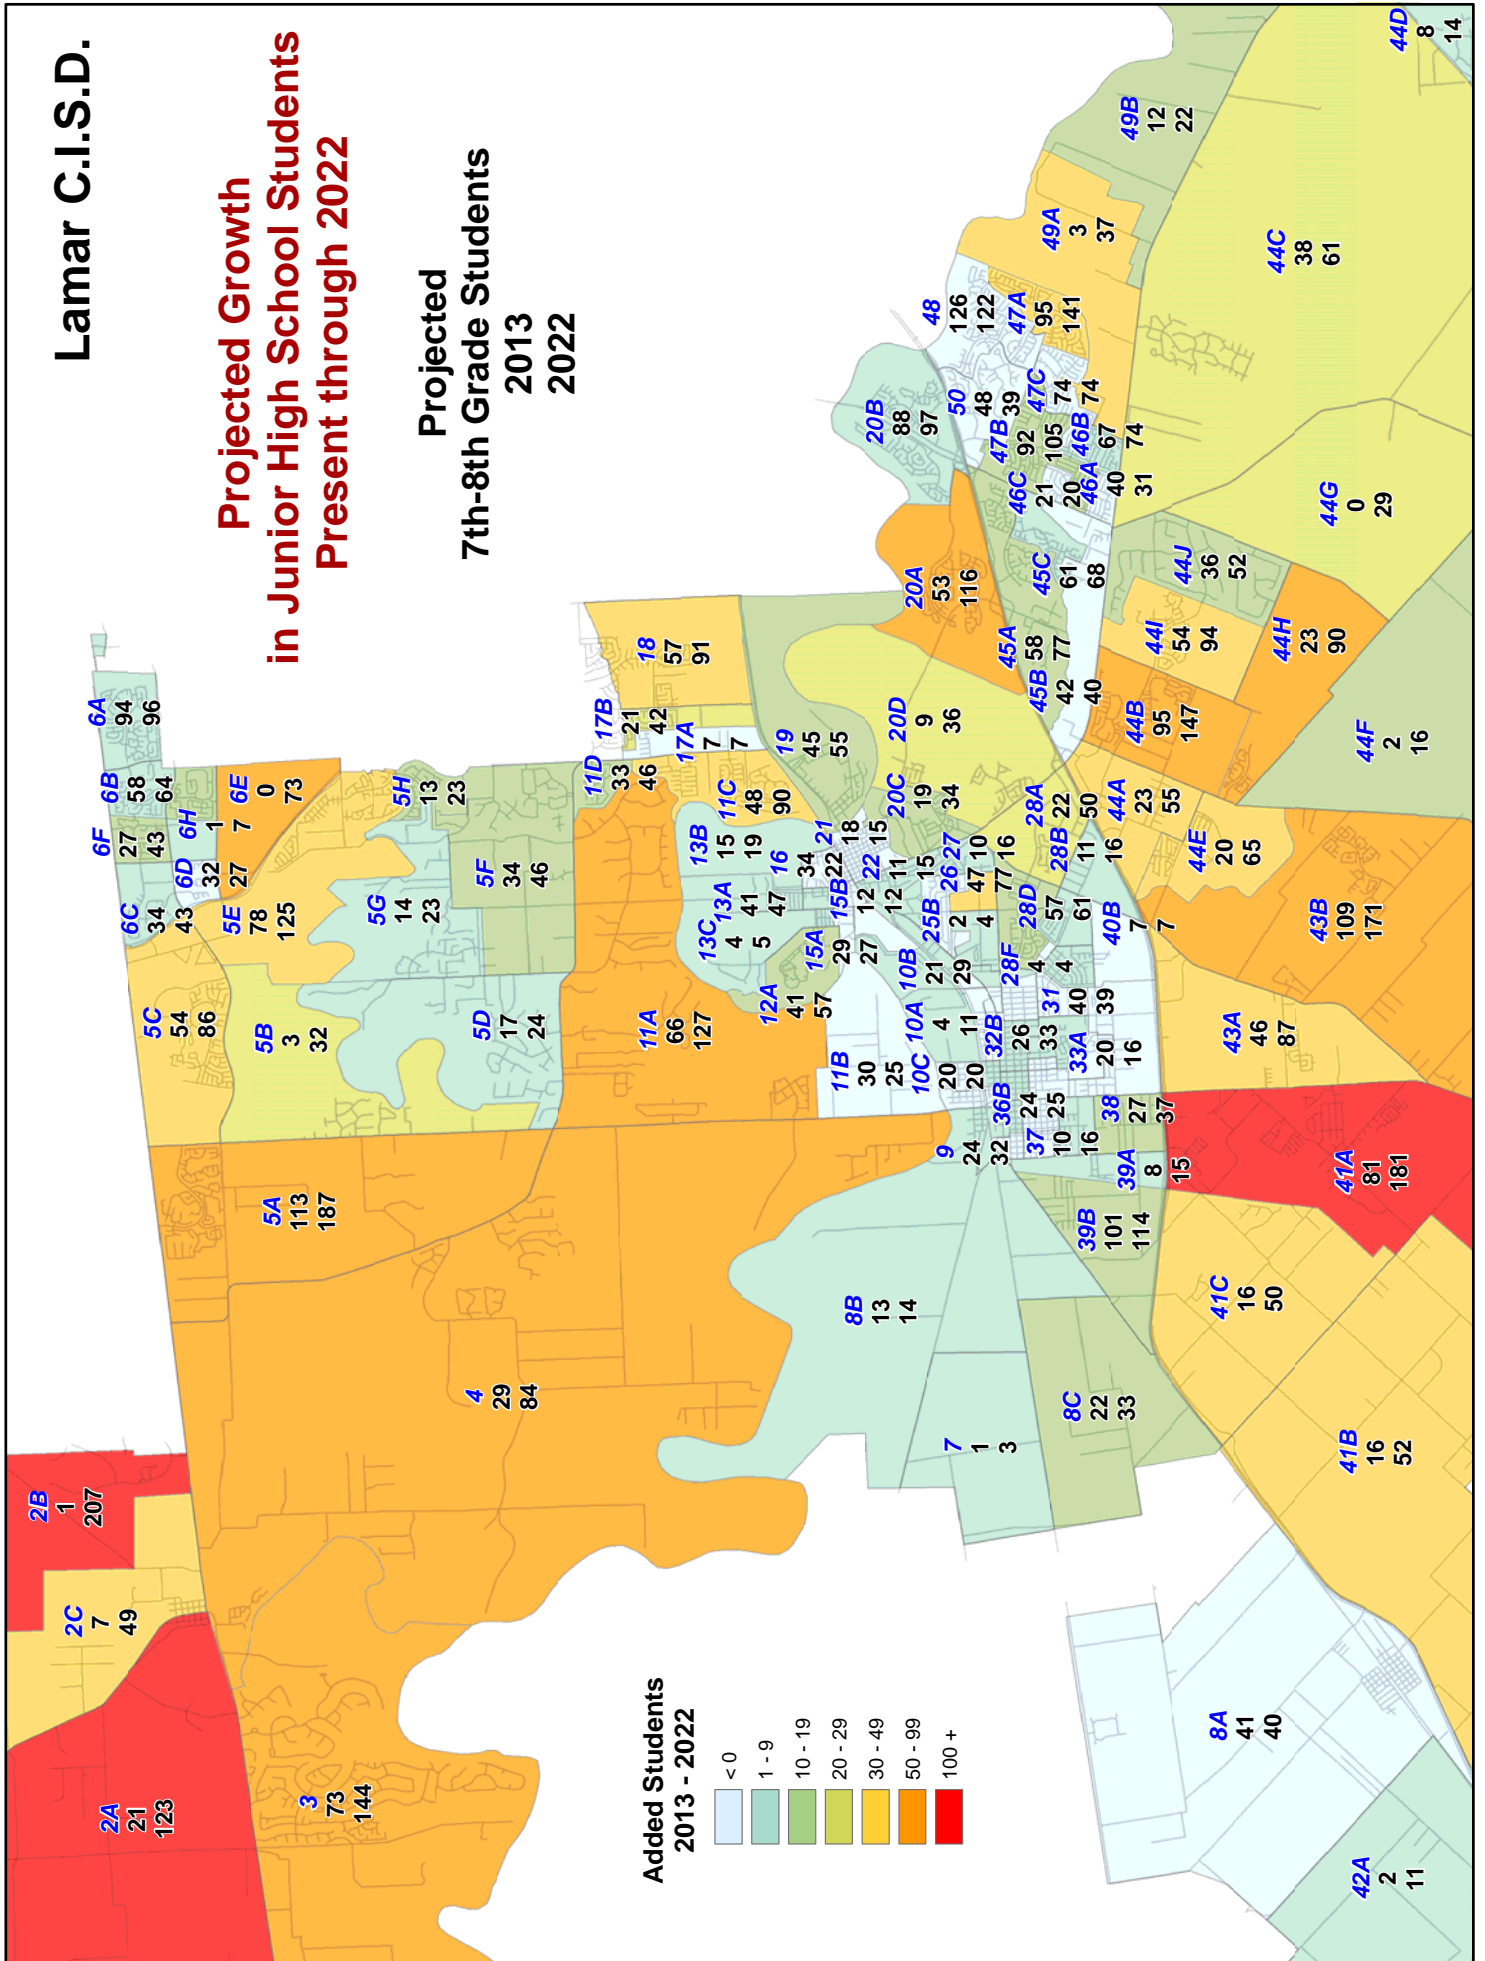 Lamar C.I.S.D.
Projected Growth
in Junior High School Students
Present through 2022
Projected
7th-8th Grade Students
2013
2022
Added Students
2013 - 2022
< 0
1 - 9
10 - 19
20 - 29
30 - 49
50 - 99
100 +
2A
21
123
2B
1
207
2C
7
49
3
73
144
4
29
84
5A
113
187
5B
3
32
5C
54
86
5D
17
24
5E
78
125
5F
34
46
5G
14
23
5H
13
23
6A
94
96
6B
58
64
6C
34
43
6D
32
27
6E
0
73
6F
27
43
6H
1
7
7
1
3
8A
41
40
8B
13
14
8C
22
33
9
24
32
10A
4
11
10B
21
29
10C
20
20
11A
66
127
11B
30
25
11C
48
90
11D
33
46
12A
41
57
13A
41
47
13B
15
19
13C
4
5
15A
29
27
15B
12
12
16
34
22
17A
7
7
17B
21
42
18
57
91
19
45
55
20A
53
116
20B
88
97
20C
19
34
20D
9
36
21
18
15
22
11
15
25B
2
4
26
47
77
27
10
16
28A
22
50
28B
11
16
28D
57
61
28F
4
4
31
40
39
32B
26
33
33A
20
16
36B
24
25
37
10
16
38
27
37
39A
8
15
39B
101
114
40B
7
7
41A
81
181
41B
16
52
41C
16
50
42A
2
11
43A
46
87
43B
109
171
44A
23
55
44B
95
147
44C
38
61
44D
8
14
44E
20
65
44F
2
16
44G
0
29
44H
23
90
44I
54
94
44J
36
52
45A
58
77
45B
42
40
45C
61
68
46A
40
31
46B
67
74
46C
21
20
47A
95
141
47B
92
105
47C
74
74
48
126
122
49A
3
37
49B
12
22
50
48
39